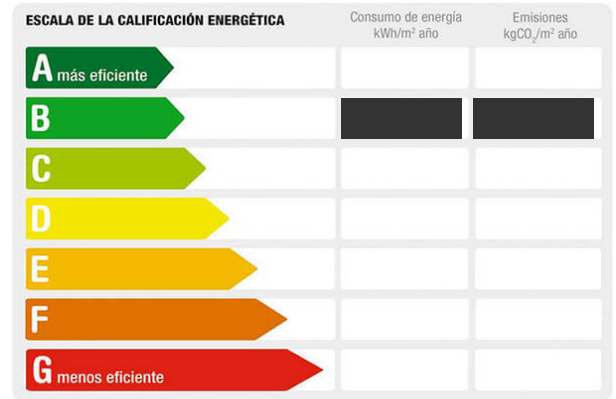 ESCALA DE LA CALIFICACIÓN ENERGÉTICA
Consumo de energía
kWh/m² año
Emisiones
kgCO₂/m² año
A más eficiente
B
C
D
E
F
G menos eficiente